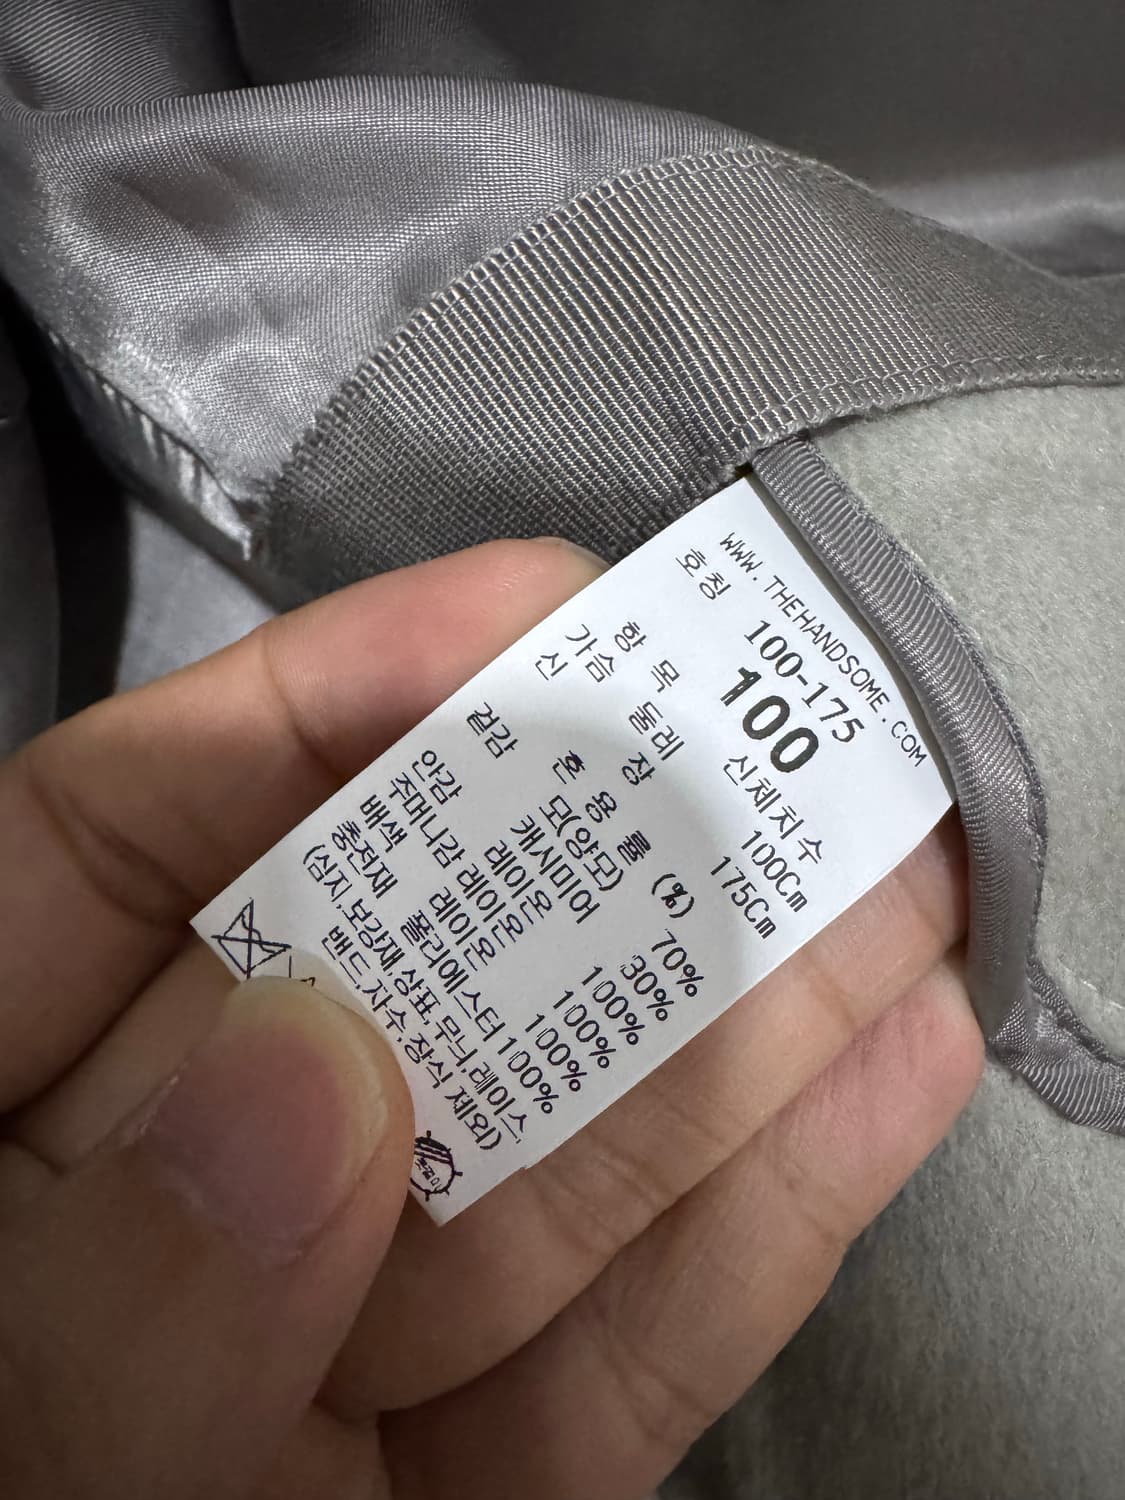 WWW.THEHANDSOME.COM
호칭 100-175
100
항 목 신체치수
가슴 둘레 100Cm
신 장 175Cm
혼 용 률 (%)
겉감 모(양모) 70%
캐시미어 30%
안감 레이온 100%
주머니감 레이온 100%
배색 레이온 100%
충전재 폴리에스터 100%
(심지,보강재,상표,무늬,레이스,
밴드,자수,장식 제외)